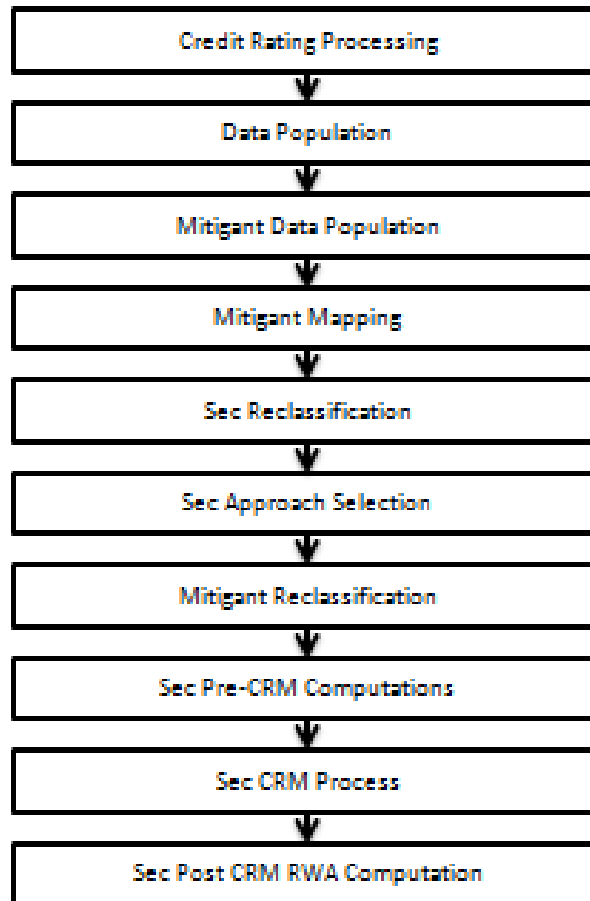 Credit Rating Processing
Data Population
Mitigant Data Population
Mitigant Mapping
Sec Reclassification
Sec Approach Selection
Mitigant Reclassification
Sec Pre-CRM Computations
Sec CRM Process
Sec Post CRM RWA Computation